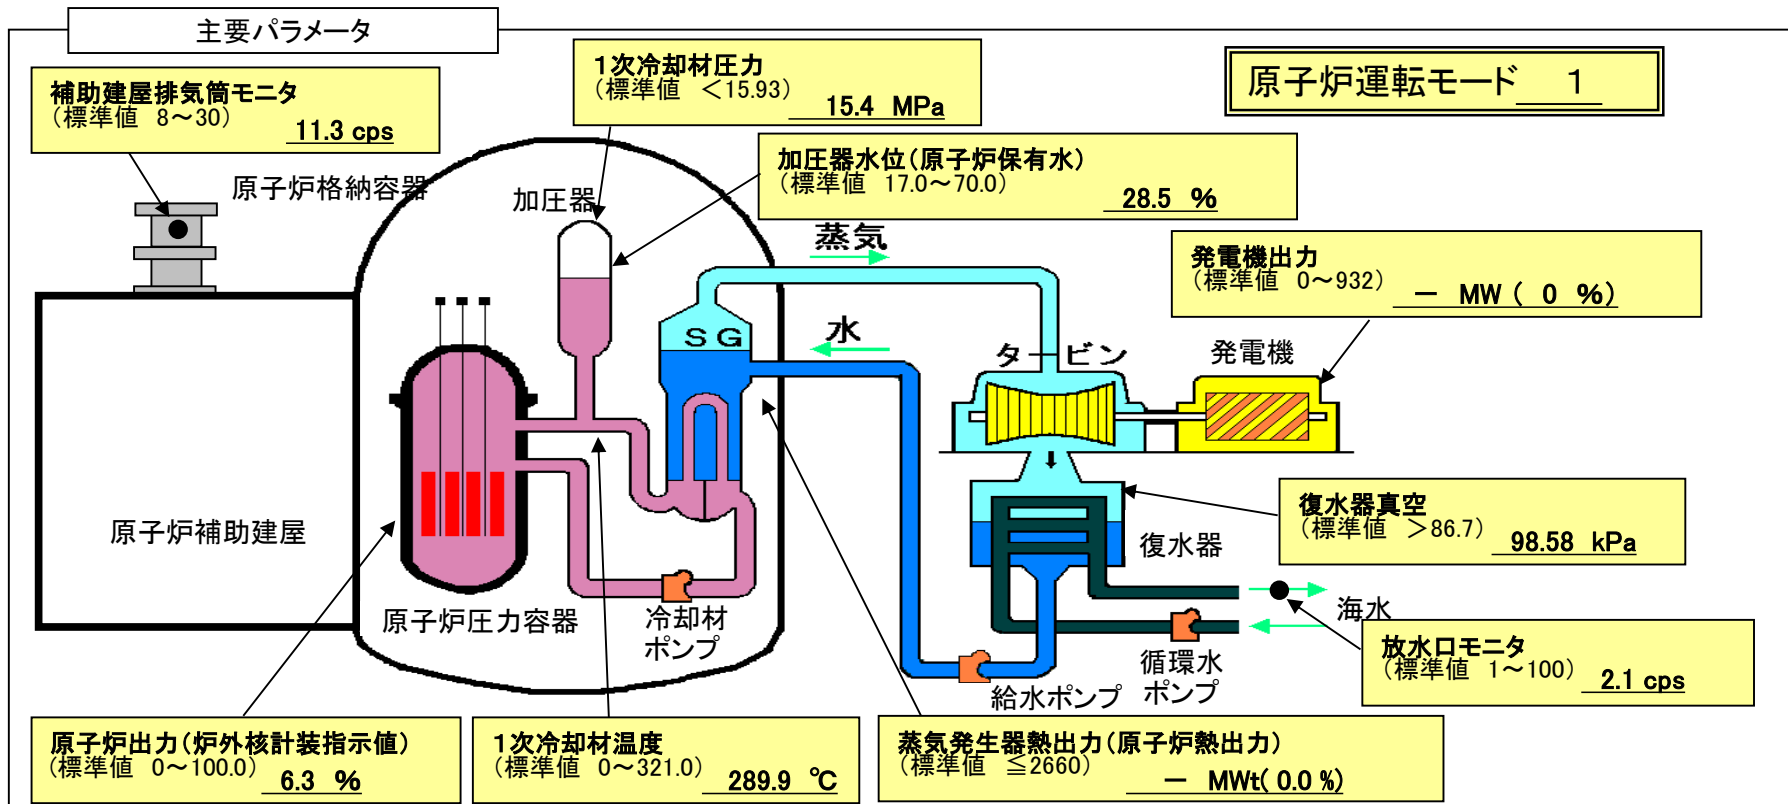 主要パラメータ
補助建屋排気筒モニタ
(標準値 8～30)
11.3 cps
1次冷却材圧力
(標準値 ＜15.93)
15.4 MPa
原子炉運転モード 1
加圧器水位(原子炉保有水)
(標準値 17.0～70.0)
28.5 %
原子炉格納容器
加圧器
蒸気
発電機出力
(標準値 0～932)
― MW ( 0 %)
水
SG
タービン
発電機
原子炉補助建屋
復水器真空
(標準値 ＞86.7)
98.58 kPa
復水器
海水
原子炉圧力容器
冷却材
ポンプ
給水ポンプ
循環水
ポンプ
放水口モニタ
(標準値 1～100)
2.1 cps
原子炉出力(炉外核計装指示値)
(標準値 0～100.0)
6.3 %
1次冷却材温度
(標準値 0～321.0)
289.9 ℃
蒸気発生器熱出力(原子炉熱出力)
(標準値 ≦2660)
― MWt( 0.0 %)